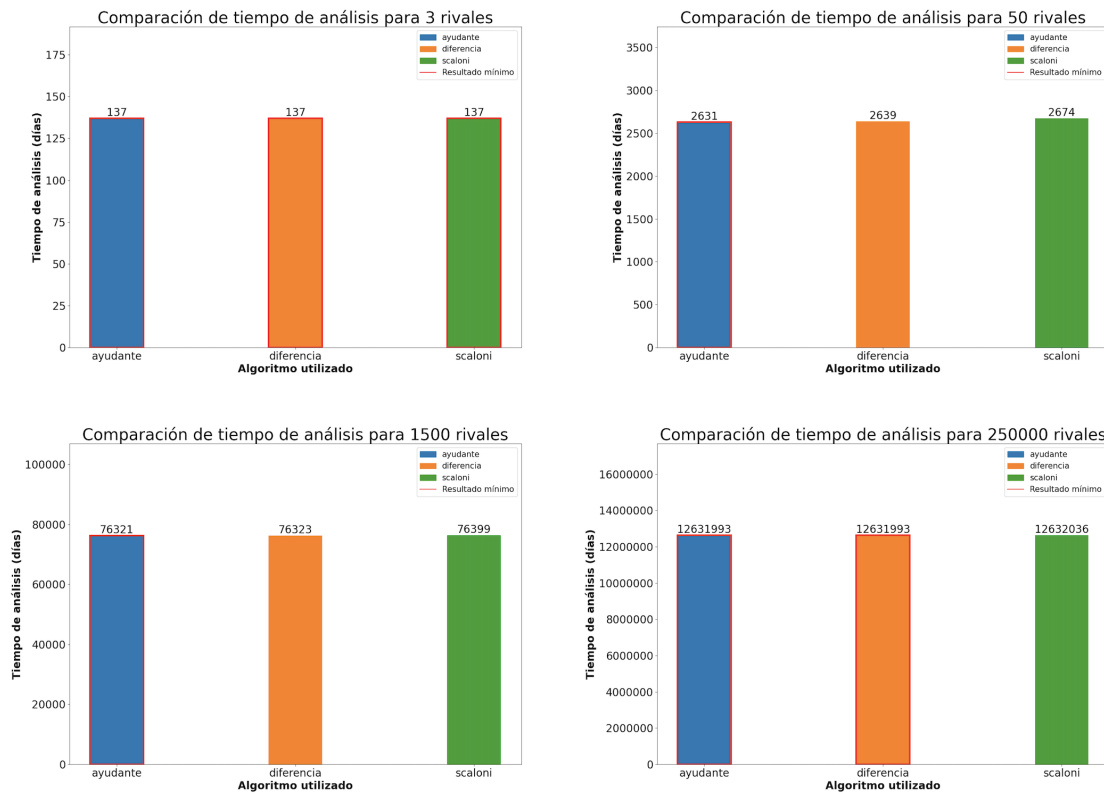 Comparación de tiempo de análisis para 3 rivales
ayudante
diferencia
scaloni
Resultado mínimo
175
150
125
100
75
50
25
0
Tiempo de análisis (días)
137
137
137
ayudante
diferencia
scaloni
Algoritmo utilizado
Comparación de tiempo de análisis para 50 rivales
ayudante
diferencia
scaloni
Resultado mínimo
3500
3000
2500
2000
1500
1000
500
0
Tiempo de análisis (días)
2631
2639
2674
ayudante
diferencia
scaloni
Algoritmo utilizado
Comparación de tiempo de análisis para 1500 rivales
ayudante
diferencia
scaloni
Resultado mínimo
100000
80000
60000
40000
20000
0
Tiempo de análisis (días)
76321
76323
76399
ayudante
diferencia
scaloni
Algoritmo utilizado
Comparación de tiempo de análisis para 250000 rivales
ayudante
diferencia
scaloni
Resultado mínimo
16000000
14000000
12000000
10000000
8000000
6000000
4000000
2000000
0
Tiempo de análisis (días)
12631993
12631993
12632036
ayudante
diferencia
scaloni
Algoritmo utilizado